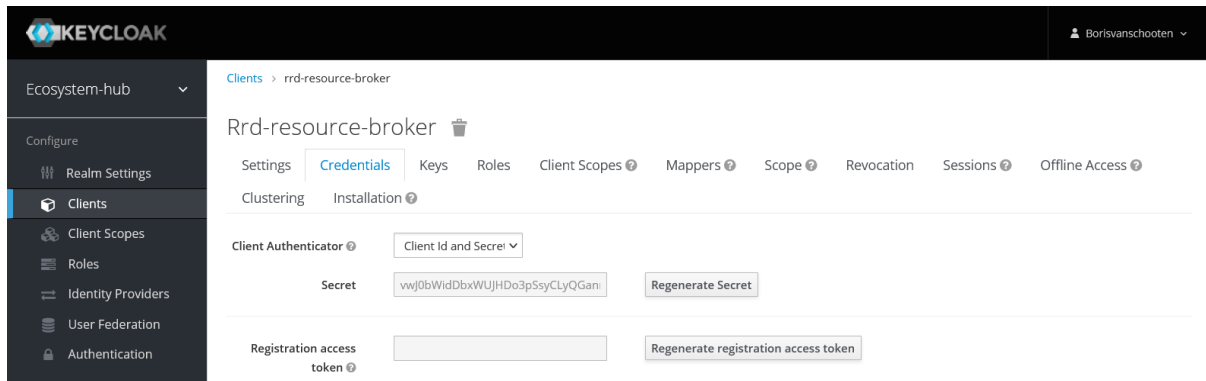 KEYCLOAK
Borisvanschooten
Ecosystem-hub
Clients > rrd-resource-broker
Rrd-resource-broker
Configure
Settings Credentials Keys Roles Client Scopes Mappers Scope Revocation Sessions Offline Access
Realm Settings
Clustering Installation
Clients
Client Scopes
Client Authenticator Client Id and Secret
Roles
Secret vwJ0bWidDbxWUJHDo3pSsyCLyQGan Regenerate Secret
Identity Providers
User Federation
Registration access token Regenerate registration access token
Authentication